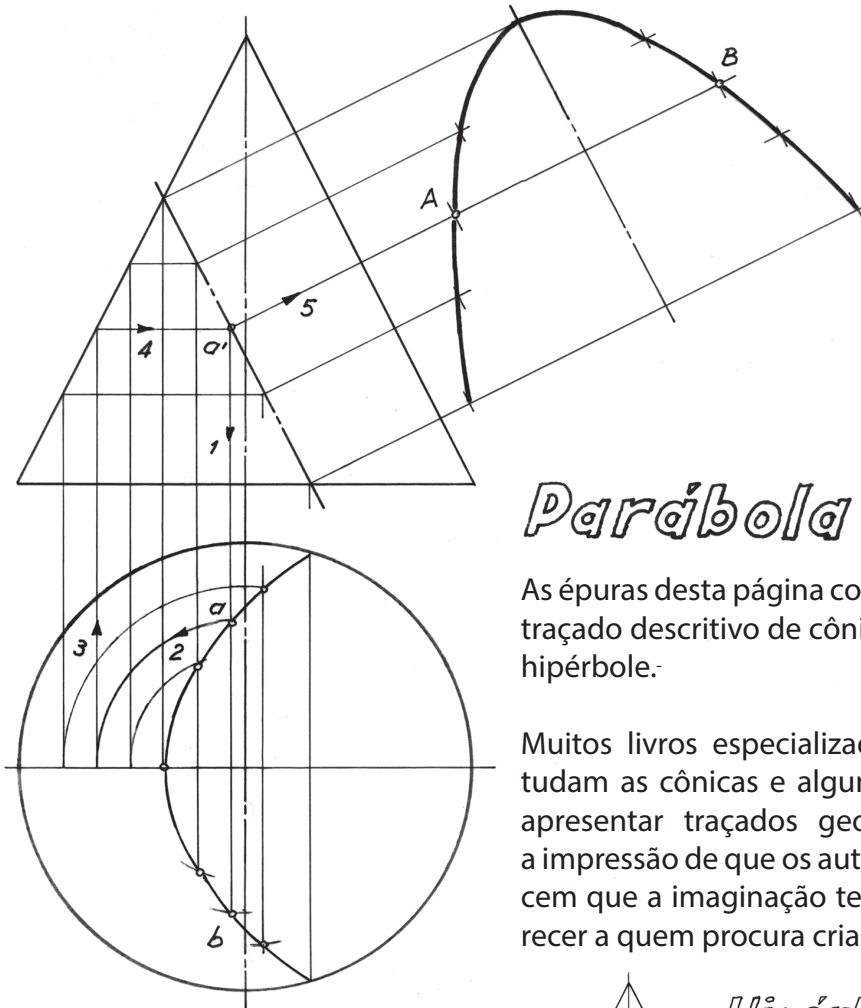 B
A
5
4
a'
1
Parábola
As épuras desta página co
traçado descritivo de côni
hipérbole.-
a
3
2
Muitos livros especializad
tudam as cônicas e algur
apresentar traçados geo
a impressão de que os aut
cem que a imaginação te
b
recer a quem procura cria